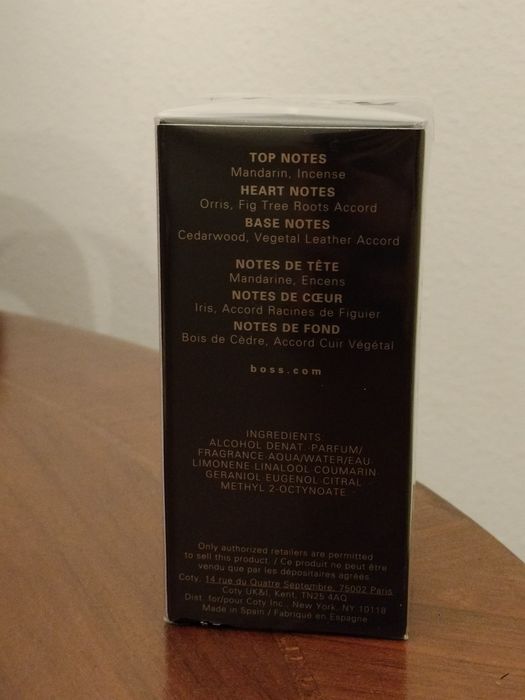 TOP NOTES
Mandarin, Incense
HEART NOTES
Orris, Fig Tree Roots Accord
BASE NOTES
Cedarwood, Vegetal Leather Accord
NOTES DE TÊTE
Mandarine, Encens
NOTES DE CŒUR
Iris, Accord Racines de Figuier
NOTES DE FOND
Bois de Cèdre, Accord Cuir Végétal
boss.com
INGREDIENTS:
ALCOHOL DENAT.·PARFUM/
FRAGRANCE·AQUA/WATER/EAU·
LIMONENE·LINALOOL·COUMARIN·
GERANIOL·EUGENOL·CITRAL·
METHYL 2-OCTYNOATE
Only authorized retailers are permitted
to sell this product. / Ce produit ne peut être
vendu que par les dépositaires agréés.
Coty, 14 rue du Quatre Septembre, 75002 Paris
Coty UK&I, Kent, TN25 4AQ
Dist. for/pour Coty Inc., New York, NY 10118
Made in Spain / Fabriqué en Espagne